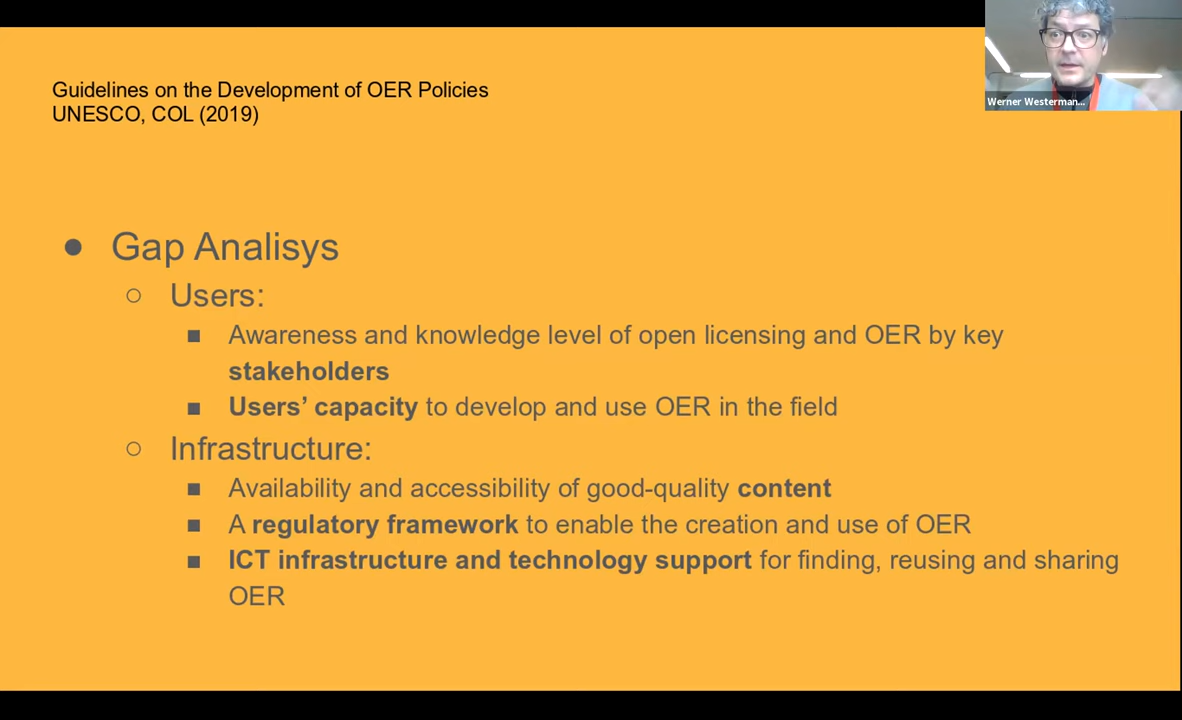 Guidelines on the Development of OER Policies
UNESCO, COL (2019)
Werner Westerman...
● Gap Analisys
○ Users:
■ Awareness and knowledge level of open licensing and OER by key
stakeholders
■ Users’ capacity to develop and use OER in the field
○ Infrastructure:
■ Availability and accessibility of good-quality content
■ A regulatory framework to enable the creation and use of OER
■ ICT infrastructure and technology support for finding, reusing and sharing
OER